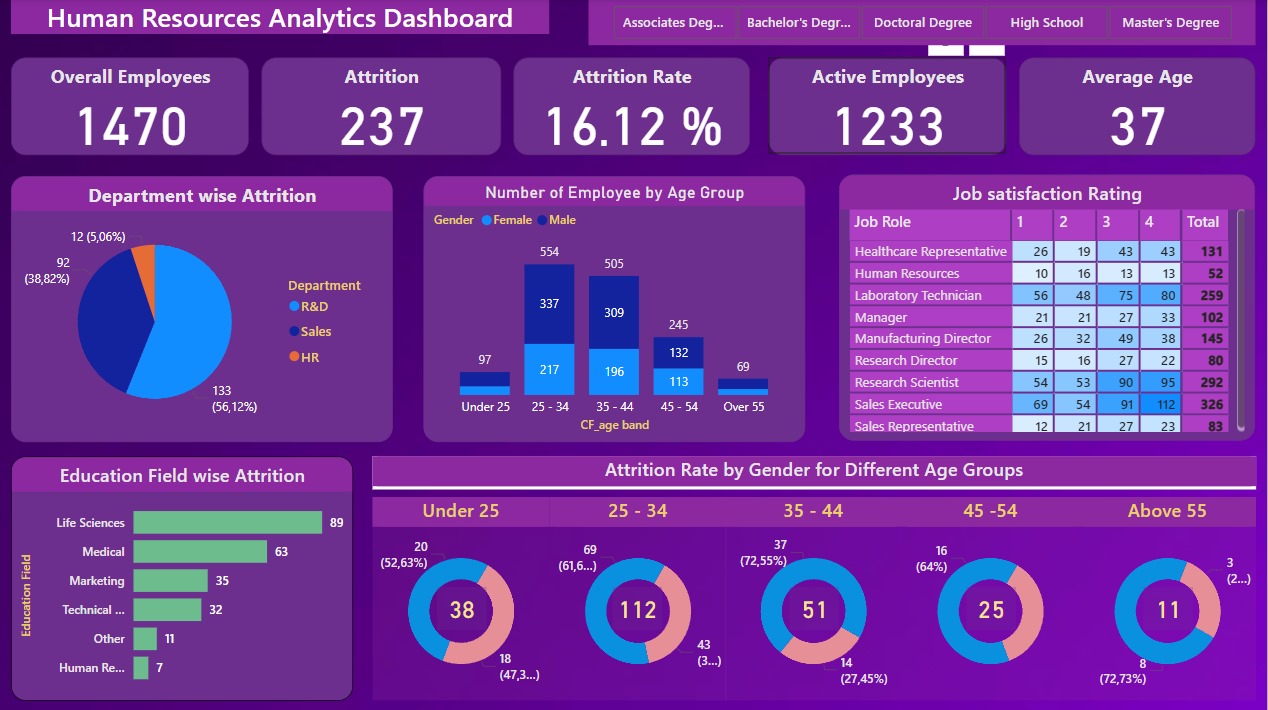 Human Resources Analytics Dashboard
Associates Deg... Bachelor's Degr... Doctoral Degree High School Master's Degree
Overall Employees
1470
Attrition
237
Attrition Rate
16.12 %
Active Employees
1233
Average Age
37
Department wise Attrition
12 (5,06%)
92
(38,82%)
133
(56,12%)
Department
R&D
Sales
HR
Number of Employee by Age Group
Gender Female Male
97
554
337
217
505
309
196
245
132
113
69
Under 25 25 - 34 35 - 44 45 - 54 Over 55
CF_age band
Job satisfaction Rating
Job Role 1 2 3 4 Total
Healthcare Representative 26 19 43 43 131
Human Resources 10 16 13 13 52
Laboratory Technician 56 48 75 80 259
Manager 21 21 27 33 102
Manufacturing Director 26 32 49 38 145
Research Director 15 16 27 22 80
Research Scientist 54 53 90 95 292
Sales Executive 69 54 91 112 326
Sales Representative 12 21 27 23 83
Education Field wise Attrition
Education Field
Life Sciences 89
Medical 63
Marketing 35
Technical ... 32
Other 11
Human Re... 7
Attrition Rate by Gender for Different Age Groups
Under 25
20
(52,63%)
38
18
(47,3...)
25 - 34
69
(61,6...)
112
43
(3...)
35 - 44
37
(72,55%)
51
14
(27,45%)
45 -54
16
(64%)
25
Above 55
3
(2...)
11
8
(72,73%)